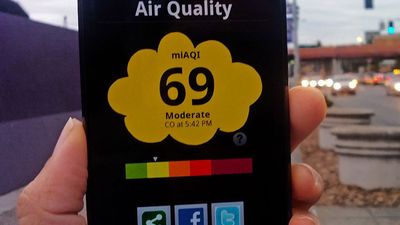 Air Quality
miAQI
69
Moderate
CO at 5:42 PM
?